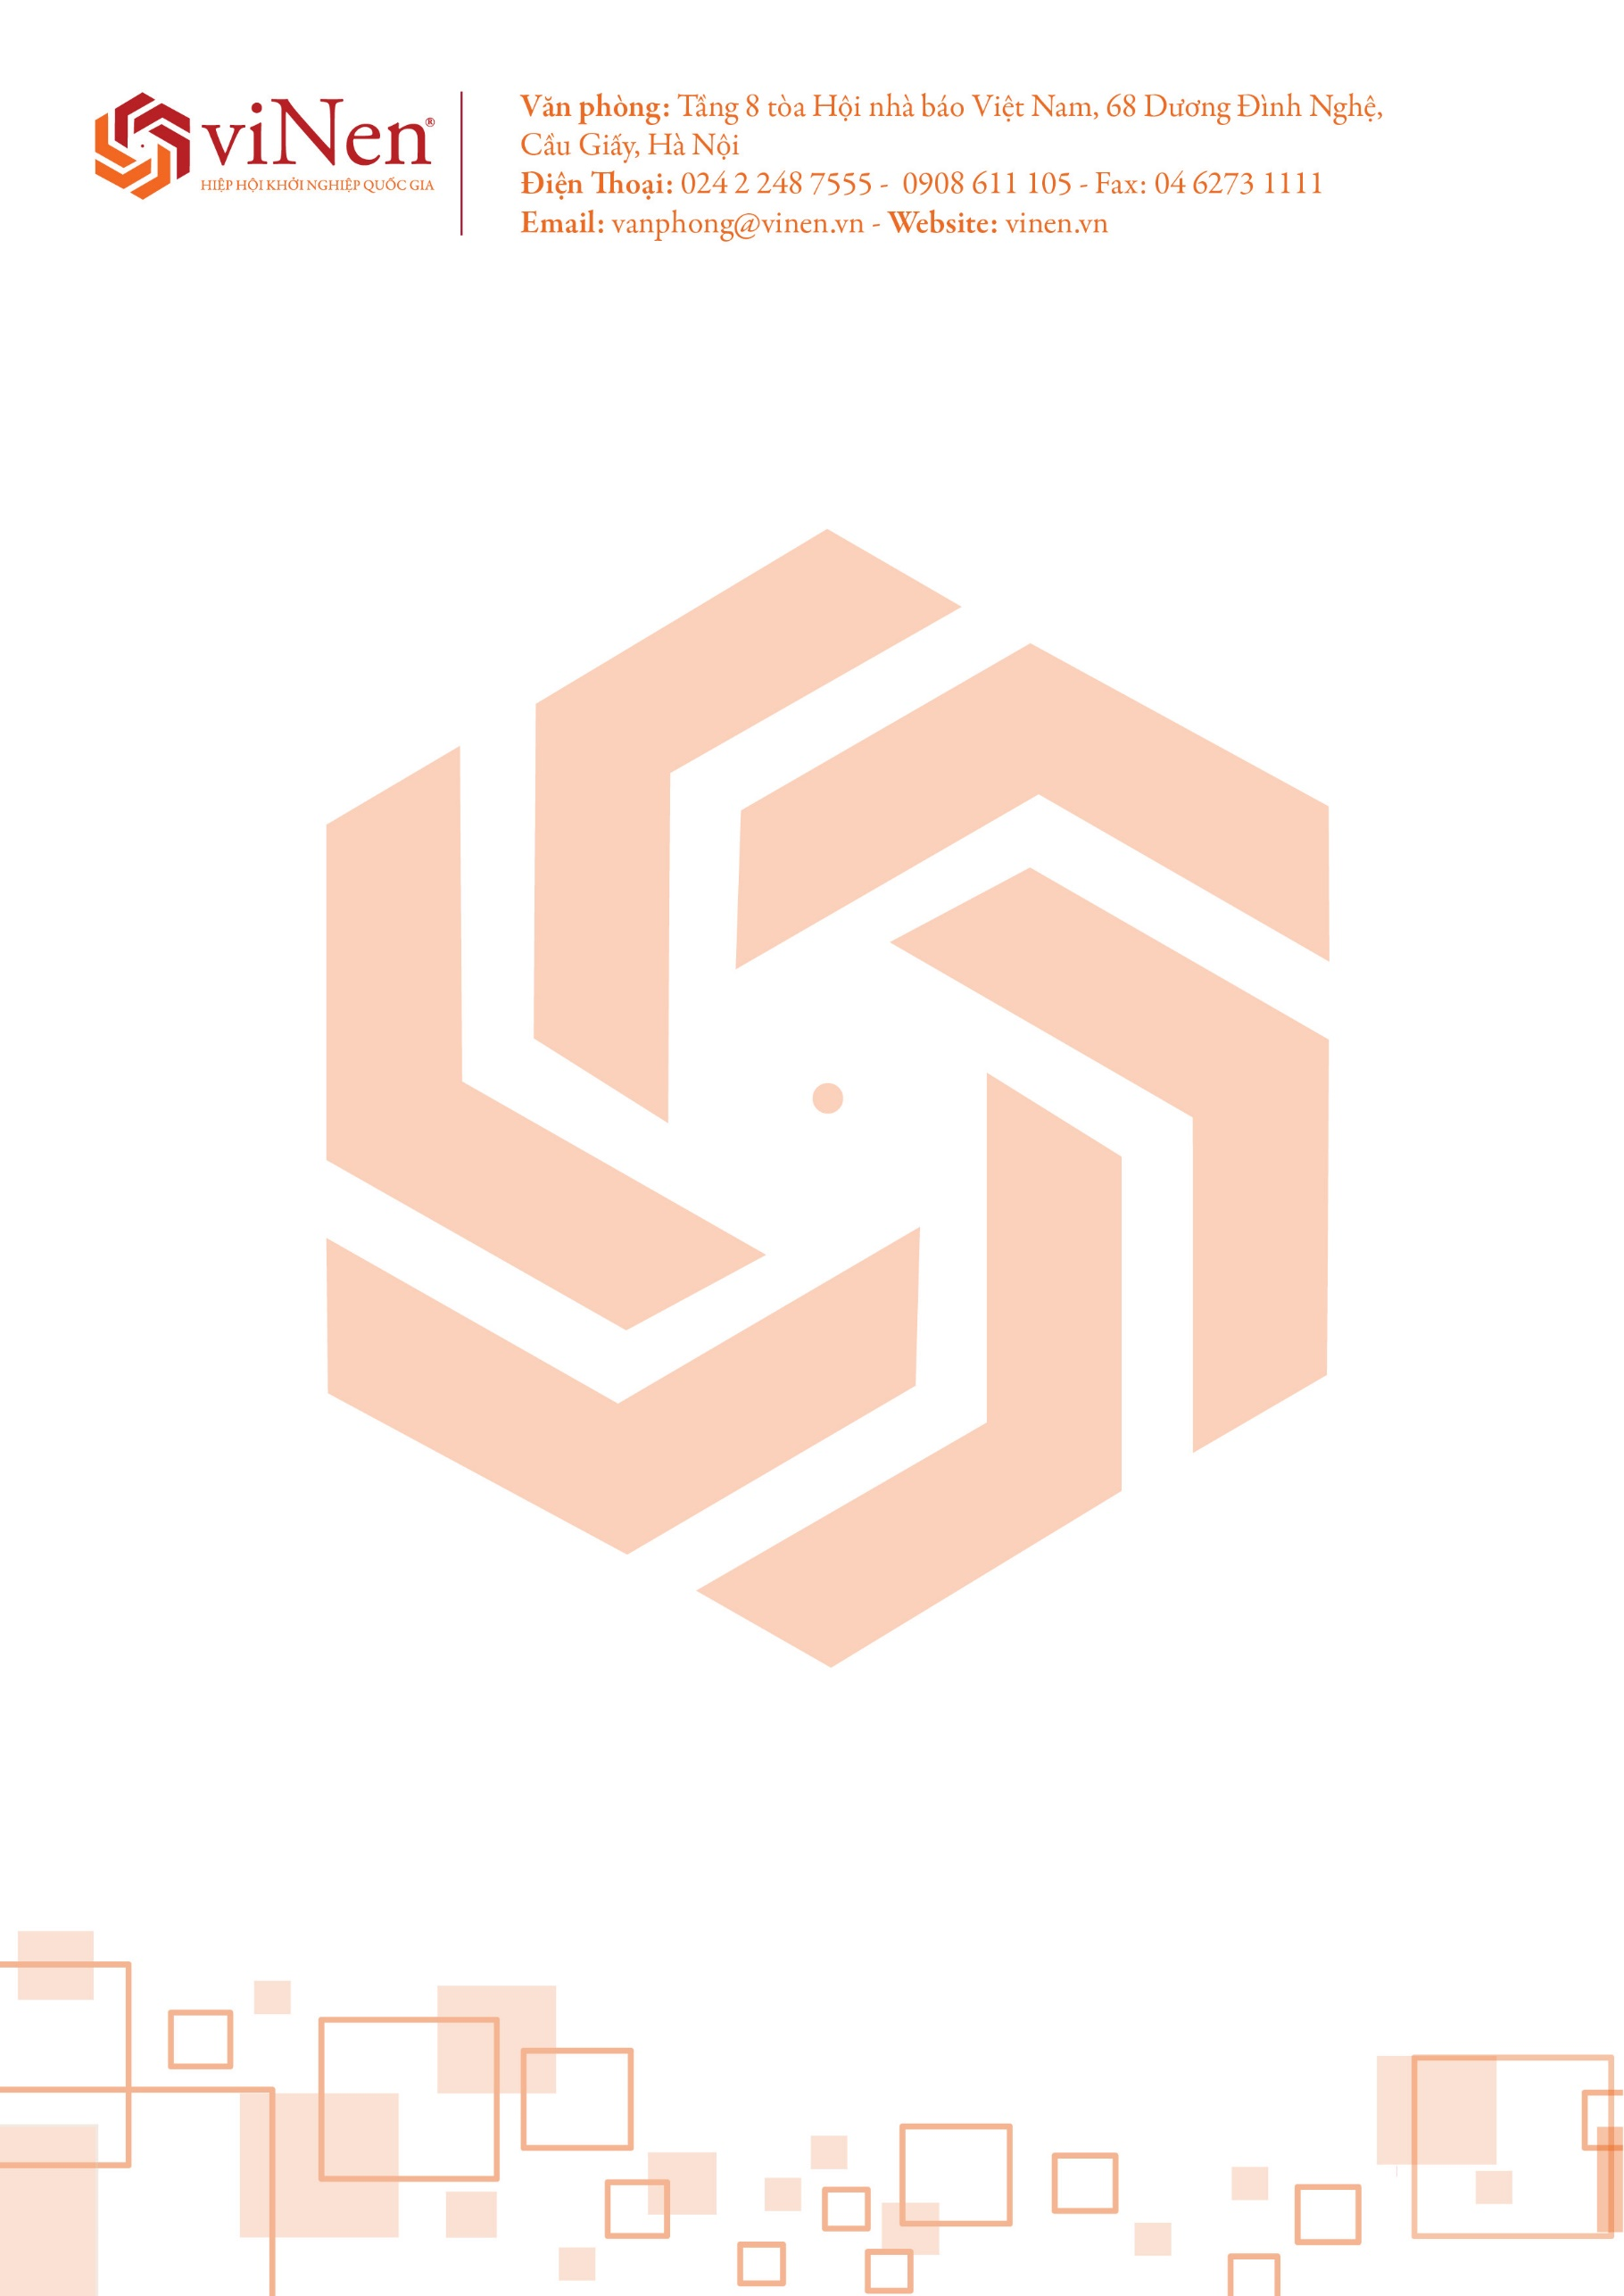 viNen®
HIỆP HỘI KHỞI NGHIỆP QUỐC GIA
Văn phòng: Tầng 8 tòa Hội nhà báo Việt Nam, 68 Dương Đình Nghệ,
Cầu Giấy, Hà Nội
Điện Thoại: 024 2 248 7555 - 0908 611 105 - Fax: 04 6273 1111
Email: vanphong@vinen.vn - Website: vinen.vn